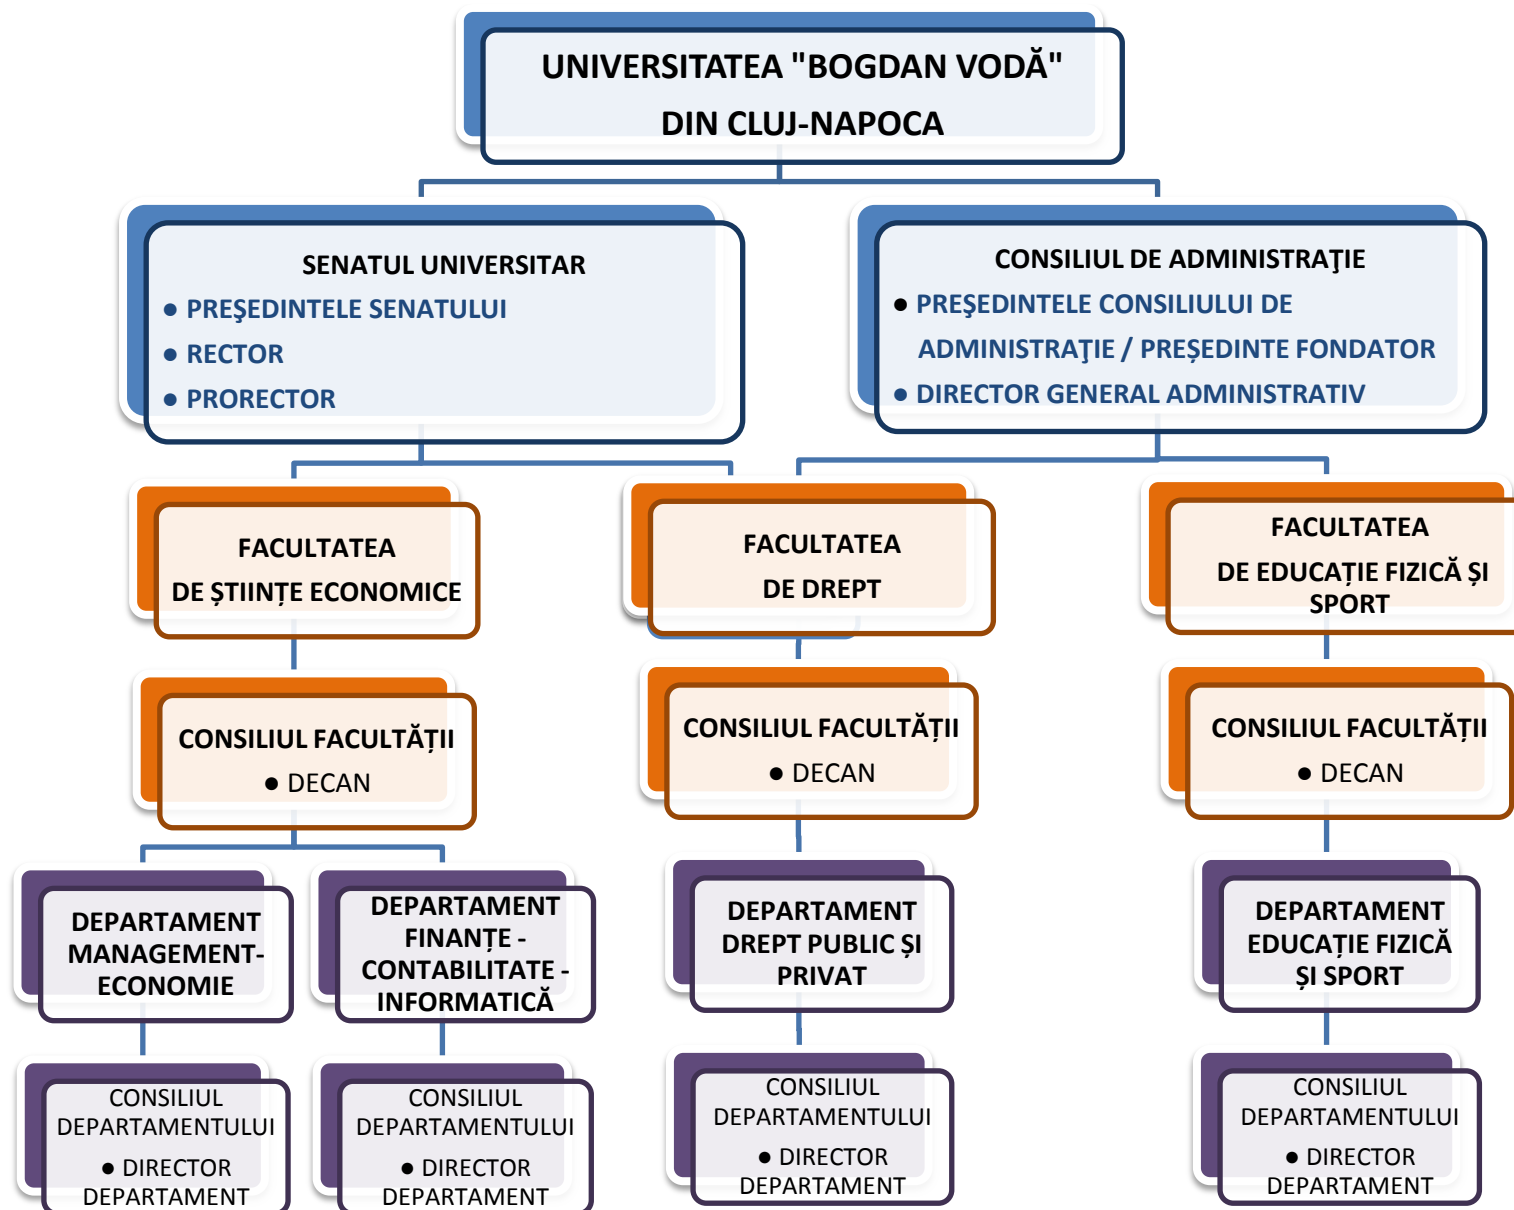 UNIVERSITATEA "BOGDAN VODĂ"
DIN CLUJ-NAPOCA
SENATUL UNIVERSITAR
● PREŞEDINTELE SENATULUI
● RECTOR
● PRORECTOR
CONSILIUL DE ADMINISTRAŢIE
● PREŞEDINTELE CONSILIULUI DE
ADMINISTRAŢIE / PREȘEDINTE FONDATOR
● DIRECTOR GENERAL ADMINISTRATIV
FACULTATEA
DE ȘTIINȚE ECONOMICE
FACULTATEA
DE DREPT
FACULTATEA
DE EDUCAȚIE FIZICĂ ȘI
SPORT
CONSILIUL FACULTĂȚII
● DECAN
CONSILIUL FACULTĂȚII
● DECAN
CONSILIUL FACULTĂȚII
● DECAN
DEPARTAMENT
MANAGEMENT-
ECONOMIE
DEPARTAMENT
FINANȚE -
CONTABILITATE -
INFORMATICĂ
DEPARTAMENT
DREPT PUBLIC ȘI
PRIVAT
DEPARTAMENT
EDUCAȚIE FIZICĂ
ȘI SPORT
CONSILIUL
DEPARTAMENTULUI
● DIRECTOR
DEPARTAMENT
CONSILIUL
DEPARTAMENTULUI
● DIRECTOR
DEPARTAMENT
CONSILIUL
DEPARTAMENTULUI
● DIRECTOR
DEPARTAMENT
CONSILIUL
DEPARTAMENTULUI
● DIRECTOR
DEPARTAMENT